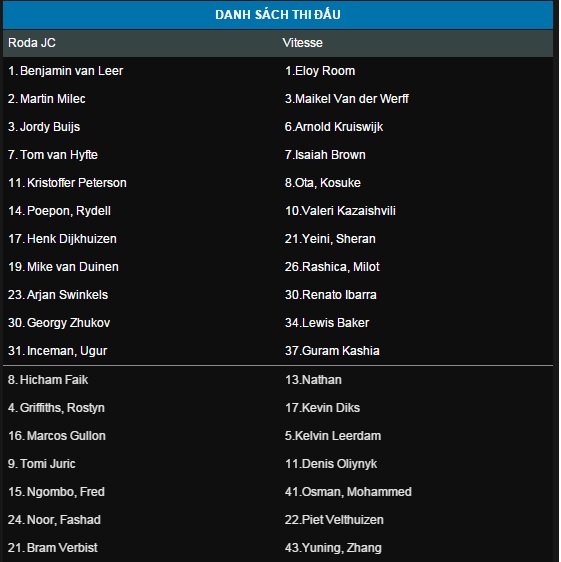 DANH SÁCH THI ĐẤU
Roda JC Vitesse
1. Benjamin van Leer 1.Eloy Room
2. Martin Milec 3.Maikel Van der Werff
3. Jordy Buijs 6.Arnold Kruiswijk
7. Tom van Hyfte 7.Isaiah Brown
11. Kristoffer Peterson 8.Ota, Kosuke
14. Poepon, Rydell 10.Valeri Kazaishvili
17. Henk Dijkhuizen 21.Yeini, Sheran
19. Mike van Duinen 26.Rashica, Milot
23. Arjan Swinkels 30.Renato Ibarra
30. Georgy Zhukov 34.Lewis Baker
31. Inceman, Ugur 37.Guram Kashia
8. Hicham Faik 13.Nathan
4. Griffiths, Rostyn 17.Kevin Diks
16. Marcos Gullon 5.Kelvin Leerdam
9. Tomi Juric 11.Denis Oliynyk
15. Ngombo, Fred 41.Osman, Mohammed
24. Noor, Fashad 22.Piet Velthuizen
21. Bram Verbist 43.Yuning, Zhang